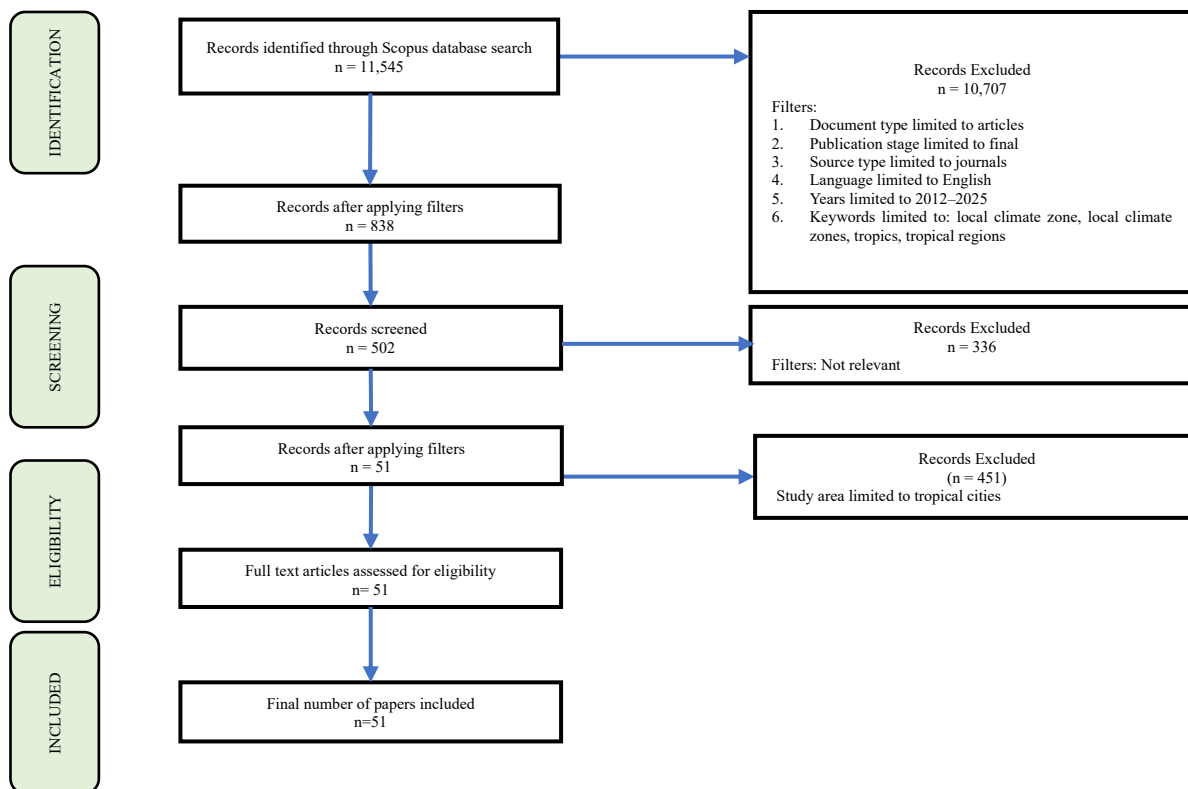 IDENTIFICATION
Records identified through Scopus database search
n = 11,545
Records Excluded
n = 10,707
Filters:
1. Document type limited to articles
2. Publication stage limited to final
3. Source type limited to journals
4. Language limited to English
5. Years limited to 2012–2025
6. Keywords limited to: local climate zone, local climate
zones, tropics, tropical regions
Records after applying filters
n = 838
SCREENING
Records screened
n = 502
Records Excluded
n = 336
Filters: Not relevant
Records after applying filters
n = 51
Records Excluded
(n = 451)
Study area limited to tropical cities
ELIGIBILITY
Full text articles assessed for eligibility
n= 51
INCLUDED
Final number of papers included
n=51